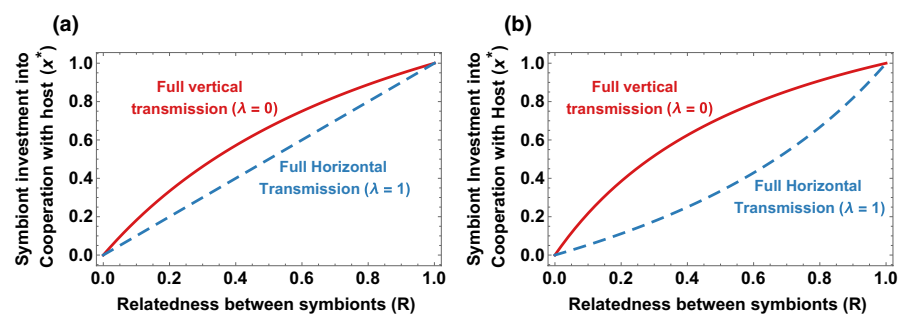 (a)
Symbiont investment into
Cooperation with host (x*)
1.0
0.8
0.6
0.4
0.2
0.0
Full vertical
transmission (λ = 0)
Full Horizontal
Transmission (λ = 1)
0.0 0.2 0.4 0.6 0.8 1.0
Relatedness between symbionts (R)
(b)
Symbiont Investment into
Cooperation with Host (x*)
1.0
0.8
0.6
0.4
0.2
0.0
Full vertical
transmission (λ = 0)
Full Horizontal
Transmission (λ = 1)
0.0 0.2 0.4 0.6 0.8 1.0
Relatedness between symbionts (R)